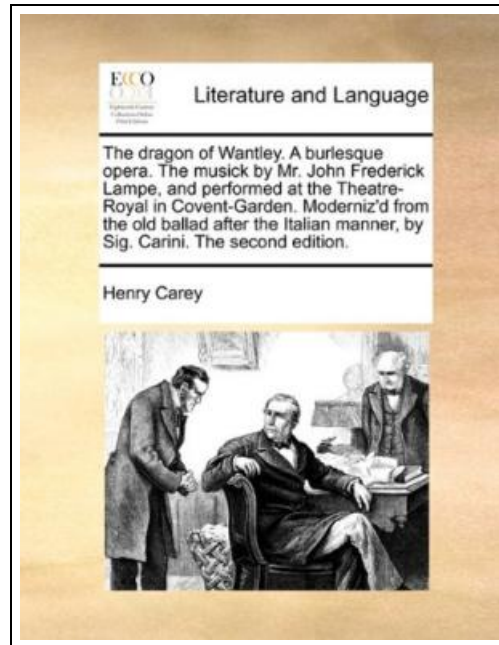 ECCO
Literature and Language
The dragon of Wantley. A burlesque
opera. The musick by Mr. John Frederick
Lampe, and performed at the Theatre-
Royal in Covent-Garden. Moderniz'd from
the old ballad after the Italian manner, by
Sig. Carini. The second edition.
Henry Carey